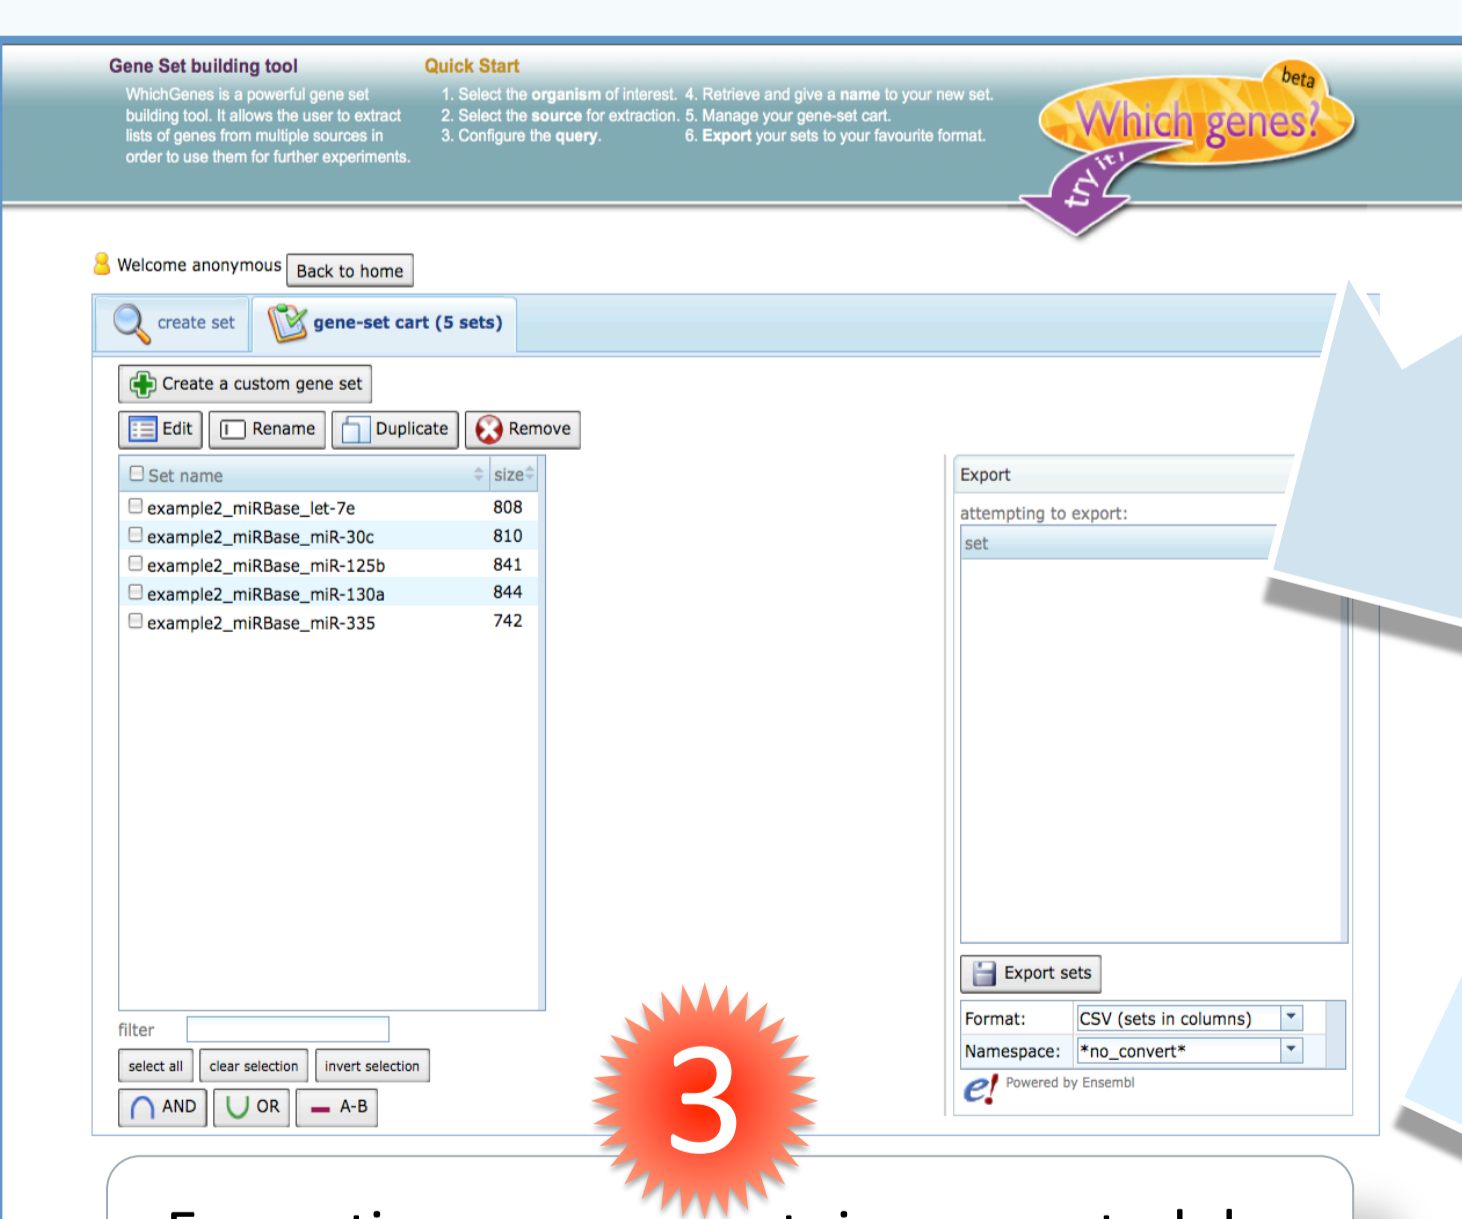 Gene Set building tool
WhichGenes is a powerful gene set
building tool. It allows the user to extract
lists of genes from multiple sources in
order to use them for further experiments.
Quick Start
1. Select the organism of interest.
2. Select the source for extraction.
3. Configure the query.
4. Retrieve and give a name to your new set.
5. Manage your gene-set cart.
6. Export your sets to your favourite format.
beta
Which genes?
try it!
Welcome anonymous
Back to home
create set
gene-set cart (5 sets)
Create a custom gene set
Edit
Rename
Duplicate
Remove
Set name size
example2_miRBase_let-7e 808
example2_miRBase_miR-30c 810
example2_miRBase_miR-125b 841
example2_miRBase_miR-130a 844
example2_miRBase_miR-335 742
filter
select all
clear selection
invert selection
AND
OR
A-B
Export
attempting to export:
set
Export sets
Format: CSV (sets in columns)
Namespace: *no_convert*
e! Powered by Ensembl
3